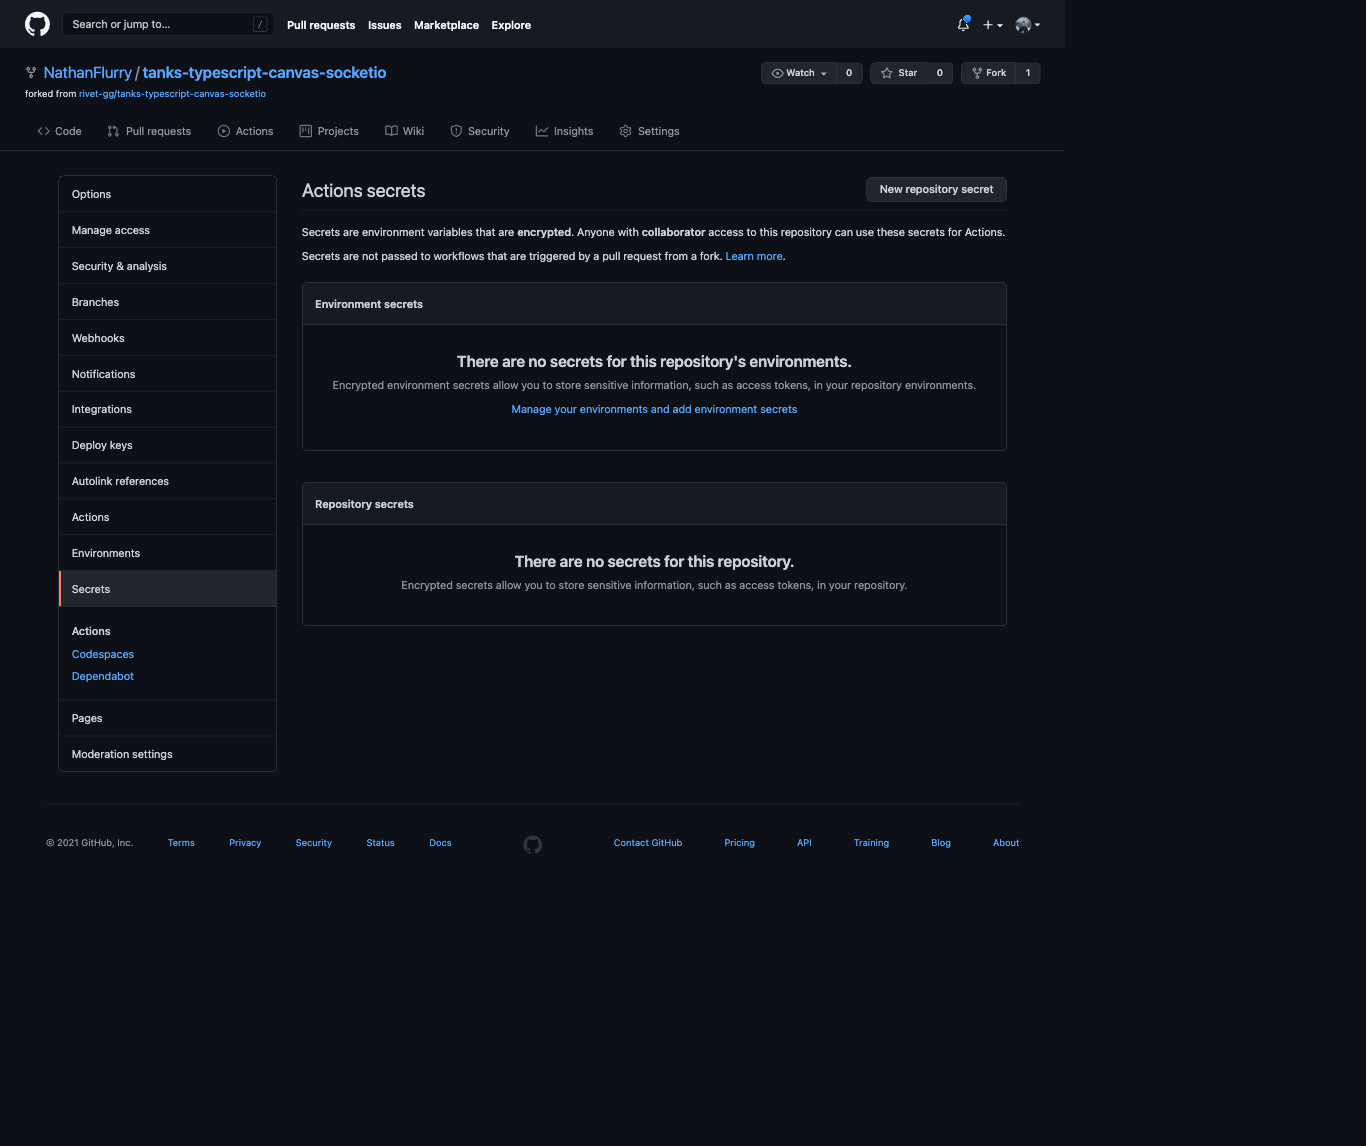 Search or jump to... /
Pull requests Issues Marketplace Explore
NathanFlurry / tanks-typescript-canvas-socketio
forked from rivet-gg/tanks-typescript-canvas-socketio
Watch 0 Star 0 Fork 1
Code Pull requests Actions Projects Wiki Security Insights Settings
Options
Manage access
Security & analysis
Branches
Webhooks
Notifications
Integrations
Deploy keys
Autolink references
Actions
Environments
Secrets
Actions
Codespaces
Dependabot
Pages
Moderation settings
Actions secrets
New repository secret
Secrets are environment variables that are encrypted. Anyone with collaborator access to this repository can use these secrets for Actions.
Secrets are not passed to workflows that are triggered by a pull request from a fork. Learn more.
Environment secrets
There are no secrets for this repository's environments.
Encrypted environment secrets allow you to store sensitive information, such as access tokens, in your repository environments.
Manage your environments and add environment secrets
Repository secrets
There are no secrets for this repository.
Encrypted secrets allow you to store sensitive information, such as access tokens, in your repository.
© 2021 GitHub, Inc. Terms Privacy Security Status Docs Contact GitHub Pricing API Training Blog About